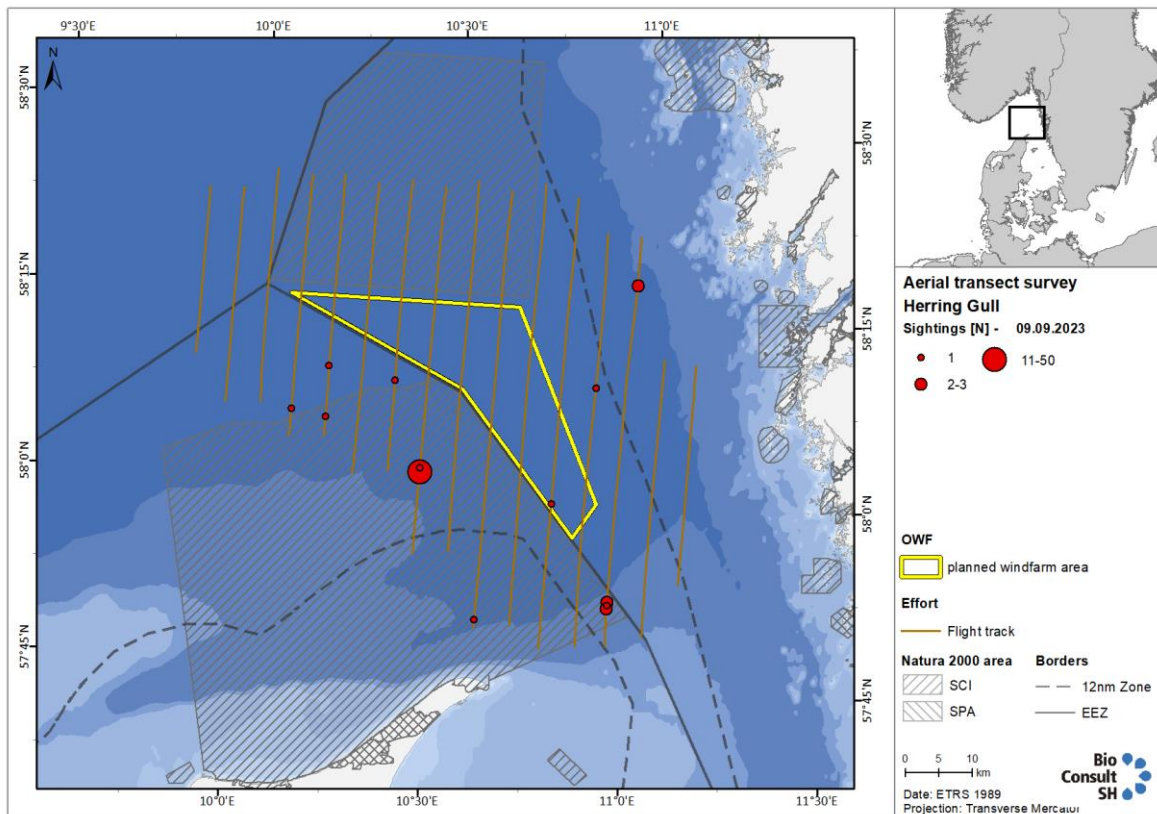 9°30'E 10°0'E 10°30'E 11°0'E
N
58°30'N
58°15'N
58°0'N
57°45'N
58°30'N
58°15'N
58°0'N
57°45'N
10°0'E 10°30'E 11°0'E 11°30'E
Aerial transect survey
Herring Gull
Sightings [N] - 09.09.2023
1 11-50
2-3
OWF
planned windfarm area
Effort
Flight track
Natura 2000 area Borders
SCI 12nm Zone
SPA EEZ
0 5 10
km
Date: ETRS 1989
Projection: Transverse Mercator
Bio
Consult
SH